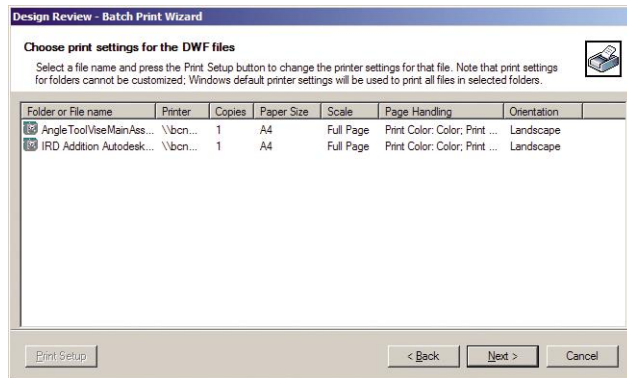 Design Review - Batch Print Wizard
Choose print settings for the DWF files
Select a file name and press the Print Setup button to change the printer settings for that file. Note that print settings
for folders cannot be customized; Windows default printer settings will be used to print all files in selected folders.
Folder or File name Printer Copies Paper Size Scale Page Handling Orientation
AngleToolViseMainAss... \\bcn... 1 A4 Full Page Print Color: Color; Print ... Landscape
IRD Addition Autodesk... \\bcn... 1 A4 Full Page Print Color: Color; Print ... Landscape
Print Setup < Back Next > Cancel